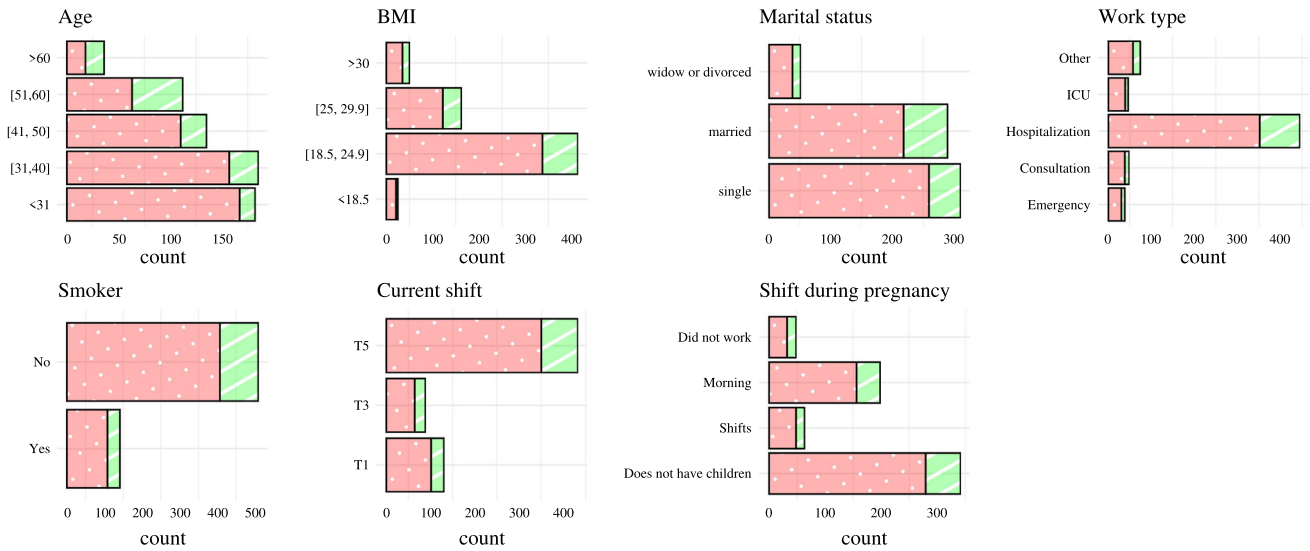 Age
>60
[51,60]
[41, 50]
[31,40]
<31
0 50 100 150
count
BMI
>30
[25, 29.9]
[18.5, 24.9]
<18.5
0 100 200 300 400
count
Marital status
widow or divorced
married
single
0 100 200 300
count
Work type
Other
ICU
Hospitalization
Consultation
Emergency
0 100 200 300 400
count
Smoker
No
Yes
0 100 200 300 400 500
count
Current shift
T5
T3
T1
0 100 200 300 400
count
Shift during pregnancy
Did not work
Morning
Shifts
Does not have children
0 100 200 300
count